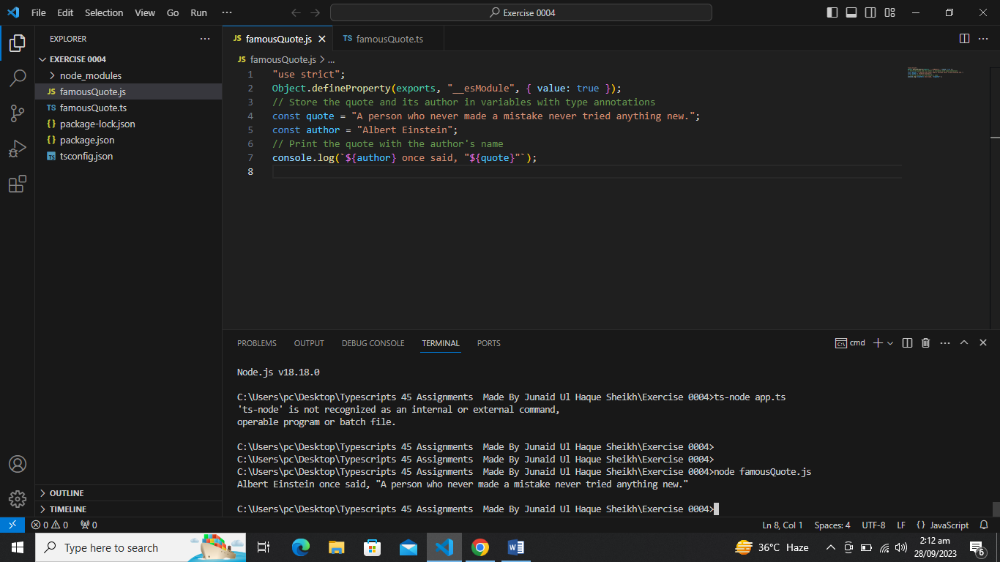 File Edit Selection View Go Run ···
Exercise 0004
EXPLORER ···
EXERCISE 0004
node_modules
JS famousQuote.js
TS famousQuote.ts
{} package-lock.json
{} package.json
TS tsconfig.json
OUTLINE
TIMELINE
JS famousQuote.js
TS famousQuote.ts
JS famousQuote.js > ...
1 "use strict";
2 Object.defineProperty(exports, "__esModule", { value: true });
3 // Store the quote and its author in variables with type annotations
4 const quote = "A person who never made a mistake never tried anything new.";
5 const author = "Albert Einstein";
6 // Print the quote with the author's name
7 console.log(`${author} once said, "${quote}"`);
8
PROBLEMS OUTPUT DEBUG CONSOLE TERMINAL PORTS
cmd
Node.js v18.18.0
C:\Users\pc\Desktop\Typescripts 45 Assignments  Made By Junaid Ul Haque Sheikh\Exercise 0004>ts-node app.ts
'ts-node' is not recognized as an internal or external command,
operable program or batch file.
C:\Users\pc\Desktop\Typescripts 45 Assignments  Made By Junaid Ul Haque Sheikh\Exercise 0004>
C:\Users\pc\Desktop\Typescripts 45 Assignments  Made By Junaid Ul Haque Sheikh\Exercise 0004>
C:\Users\pc\Desktop\Typescripts 45 Assignments  Made By Junaid Ul Haque Sheikh\Exercise 0004>node famousQuote.js
Albert Einstein once said, "A person who never made a mistake never tried anything new."
C:\Users\pc\Desktop\Typescripts 45 Assignments  Made By Junaid Ul Haque Sheikh\Exercise 0004>
0 0 0
Ln 8, Col 1 Spaces: 4 UTF-8 LF {} JavaScript
Type here to search
36°C Haze
2:12 am
28/09/2023
6